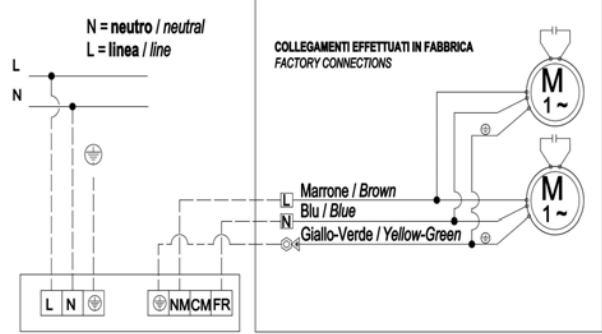 N = neutro / neutral
L = linea / line
COLLEGAMENTI EFFETTUATI IN FABBRICA
FACTORY CONNECTIONS
L
N
M
1~
M
1~
L Marrone / Brown
N Blu / Blue
Giallo-Verde / Yellow-Green
L N NM CM FR